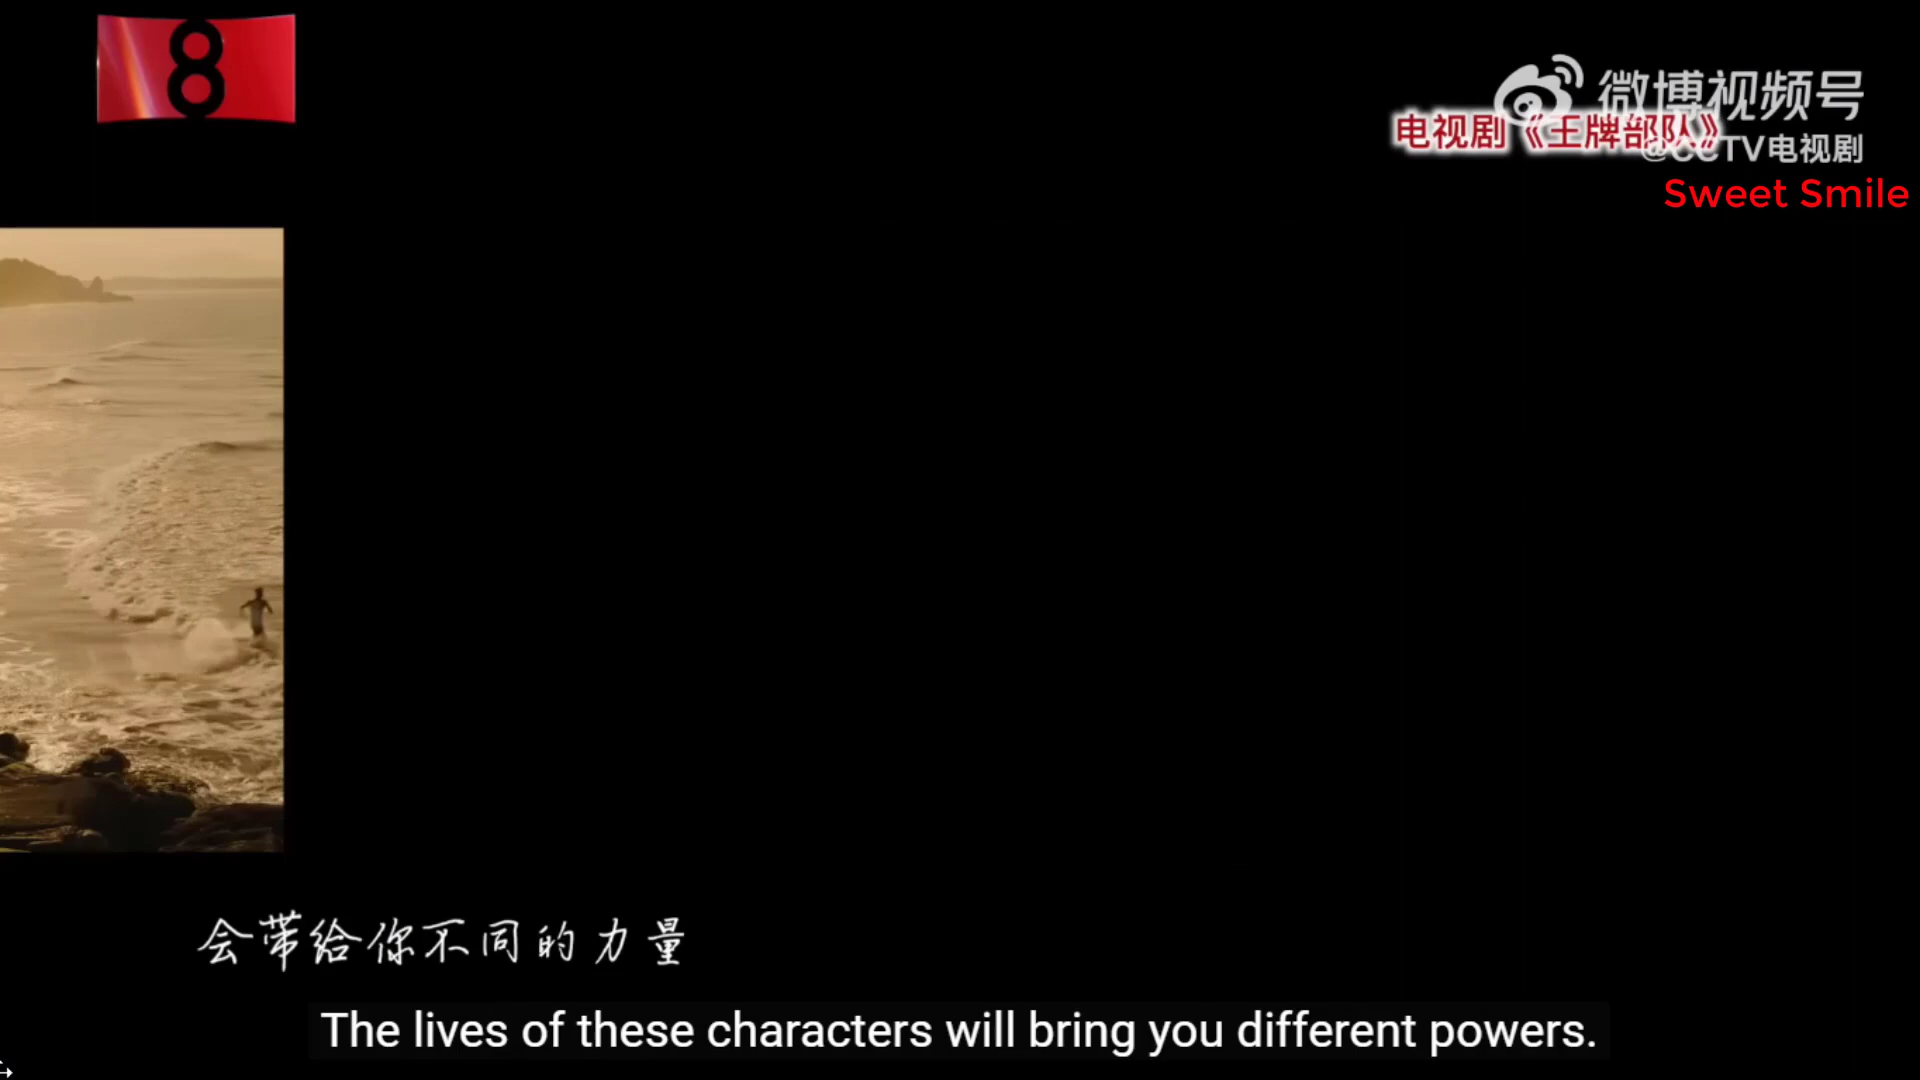 8
微博视频号
电视剧《王牌部队》
@CCTV电视剧
Sweet Smile
会带给你不同的力量
The lives of these characters will bring you different powers.